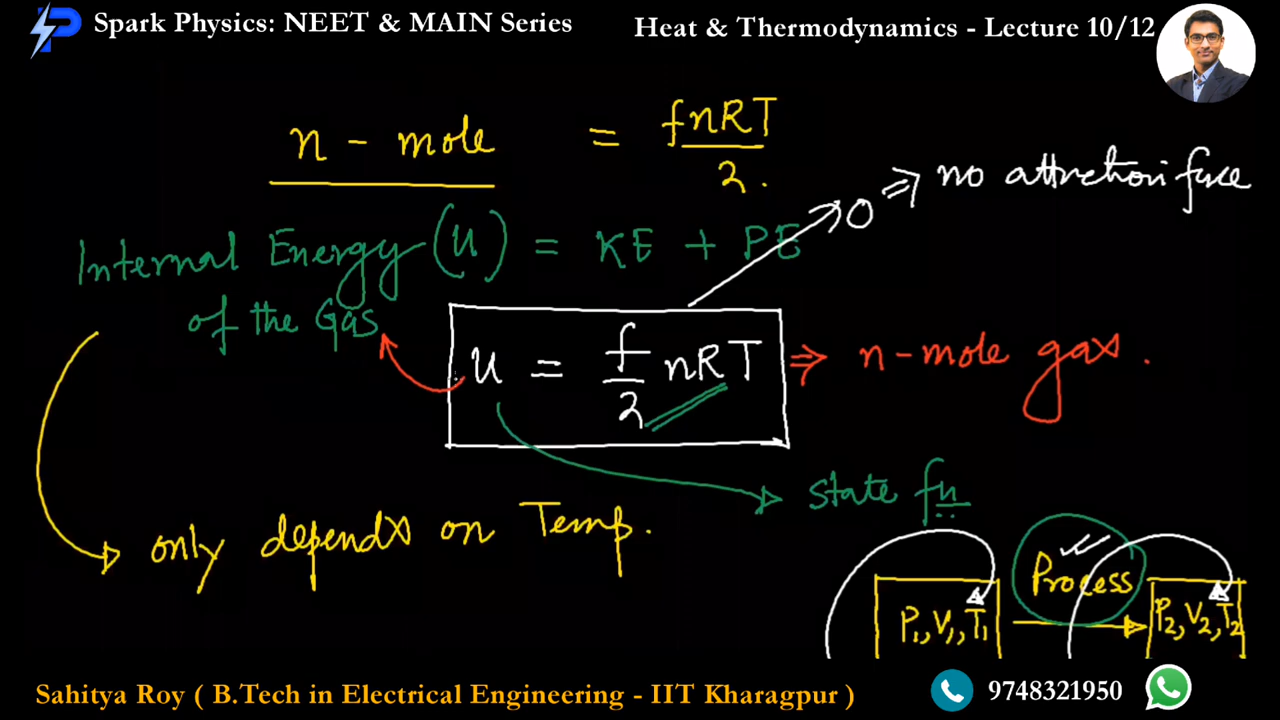 Spark Physics: NEET & MAIN Series
Heat & Thermodynamics - Lecture 10/12
n - mole = fnRT/2.
O ⇒ no attraction force
Internal Energy (U) = KE + PE
of the Gas
U = f/2 nRT ⇒ n-mole gas.
State fn
only depends on Temp.
Process
P₁, V₁, T₁ → P₂, V₂, T₂
Sahitya Roy ( B.Tech in Electrical Engineering - IIT Kharagpur )
9748321950